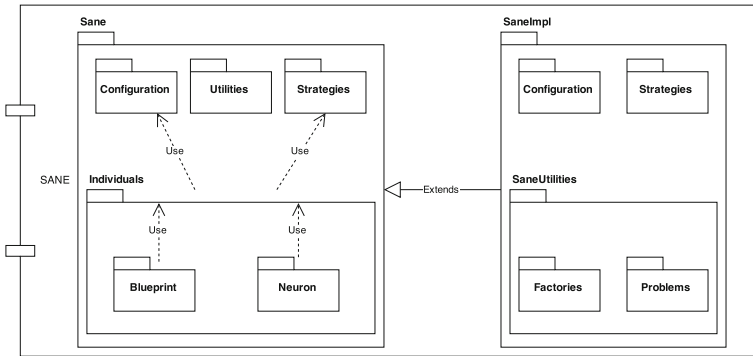 Sane
SaneImpl
Configuration
Utilities
Strategies
Configuration
Strategies
Use
Use
SANE
Individuals
Extends
SaneUtilities
Use
Use
Blueprint
Neuron
Factories
Problems